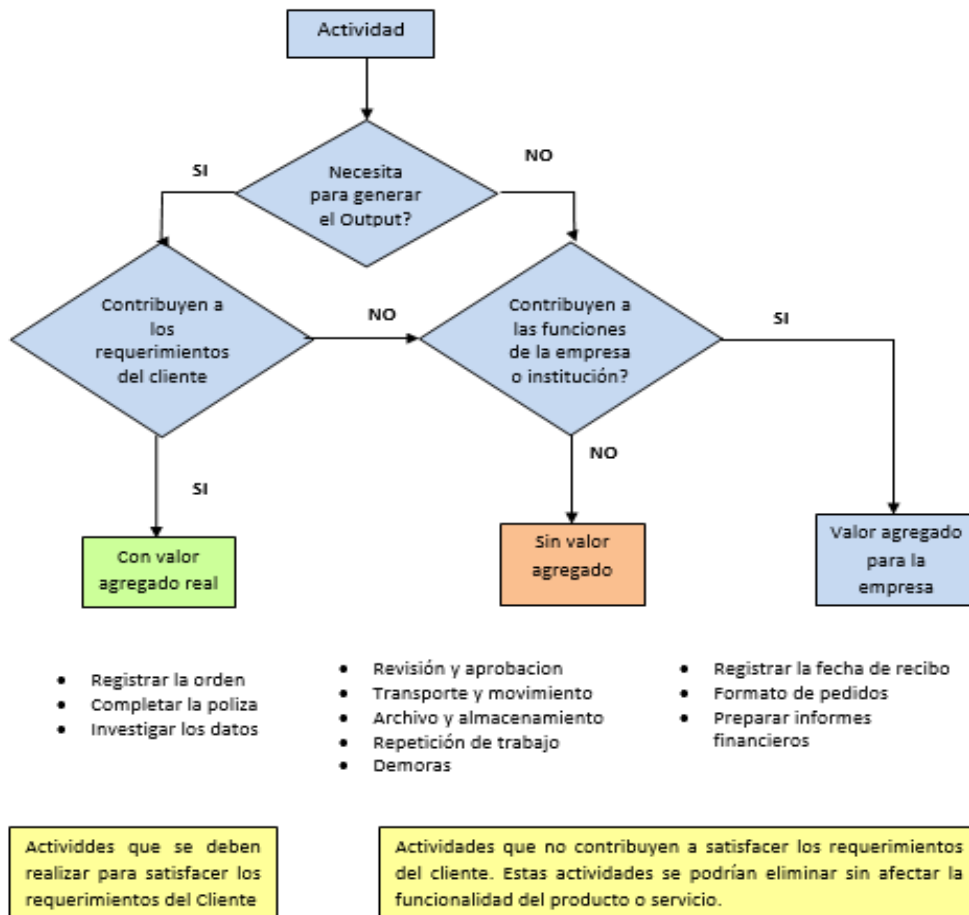 Actividad
SI
NO
Necesita
para generar
el Output?
Contribuyen a
los
requerimientos
del cliente
NO
Contribuyen a
las funciones
de la empresa
o institución?
SI
SI
NO
Con valor
agregado real
Sin valor
agregado
Valor agregado
para la
empresa
• Registrar la orden
• Completar la poliza
• Investigar los datos
• Revisión y aprobacion
• Transporte y movimiento
• Archivo y almacenamiento
• Repetición de trabajo
• Demoras
• Registrar la fecha de recibo
• Formato de pedidos
• Preparar informes
financieros
Actividdes que se deben
realizar para satisfacer los
requerimientos del Cliente
Actividades que no contribuyen a satisfacer los requerimientos
del cliente. Estas actividades se podrían eliminar sin afectar la
funcionalidad del producto o servicio.